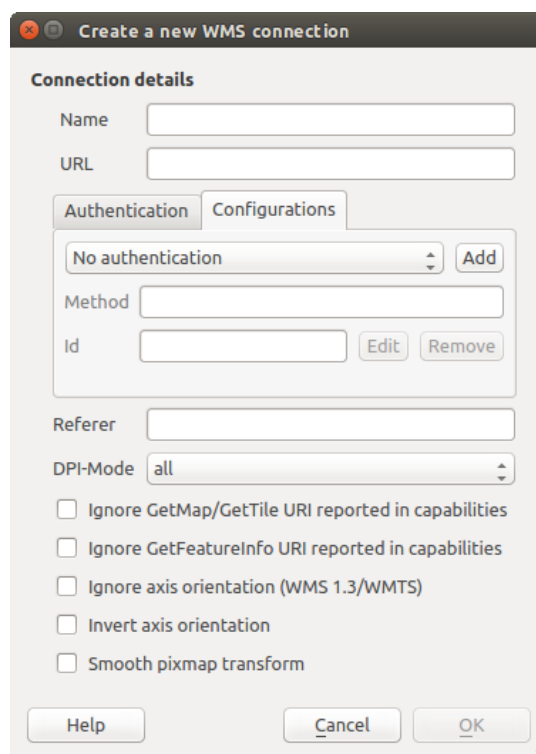 Create a new WMS connection
Connection details
Name
URL
Authentication Configurations
No authentication Add
Method
Id Edit Remove
Referer
DPI-Mode all
Ignore GetMap/GetTile URI reported in capabilities
Ignore GetFeatureInfo URI reported in capabilities
Ignore axis orientation (WMS 1.3/WMTS)
Invert axis orientation
Smooth pixmap transform
Help Cancel OK